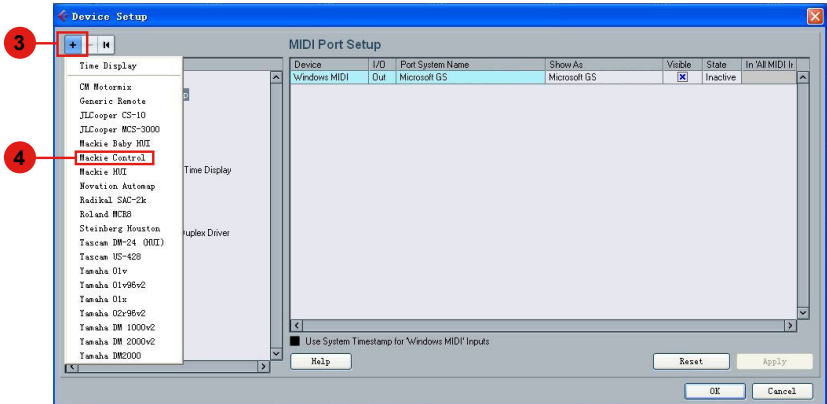 Device Setup
3
+ -
MIDI Port Setup
Time Display
Device I/O Port System Name Show As Visible State In 'All MIDI Ir
Windows MIDI Out Microsoft GS Microsoft GS Inactive
CM Motormix
Generic Remote
JLCooper CS-10
JLCooper MCS-3000
Mackie Baby HUI
4
Mackie Control
Mackie HUI
Time Display
Novation Automap
Radikal SAC-2k
Roland MCR8
Steinberg Houston
uplex Driver
Tascam DM-24 (HUI)
Tascam US-428
Yamaha 01v
Yamaha 01v96v2
Yamaha 01x
Yamaha 02r96v2
Yamaha DM 1000v2
Yamaha DM 2000v2
Yamaha DM2000
Use System Timestamp for 'Windows MIDI' Inputs
Help Reset Apply
OK Cancel